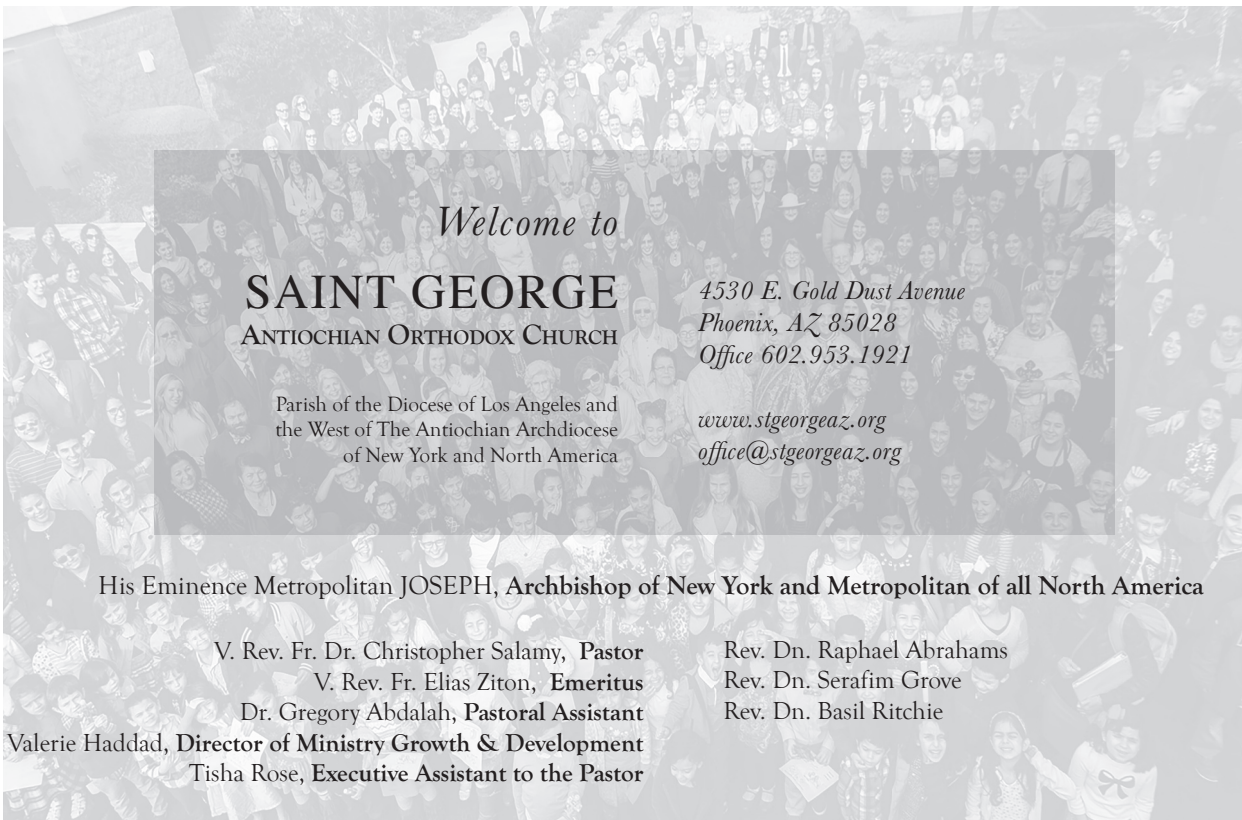 Welcome to
SAINT GEORGE
ANTIOCHIAN ORTHODOX CHURCH
Parish of the Diocese of Los Angeles and
the West of The Antiochian Archdiocese
of New York and North America
4530 E. Gold Dust Avenue
Phoenix, AZ 85028
Office 602.953.1921
www.stgeorgeaz.org
office@stgeorgeaz.org
His Eminence Metropolitan JOSEPH, Archbishop of New York and Metropolitan of all North America
V. Rev. Fr. Dr. Christopher Salamy, Pastor
V. Rev. Fr. Elias Ziton, Emeritus
Dr. Gregory Abdalah, Pastoral Assistant
Valerie Haddad, Director of Ministry Growth & Development
Tisha Rose, Executive Assistant to the Pastor
Rev. Dn. Raphael Abrahams
Rev. Dn. Serafim Grove
Rev. Dn. Basil Ritchie